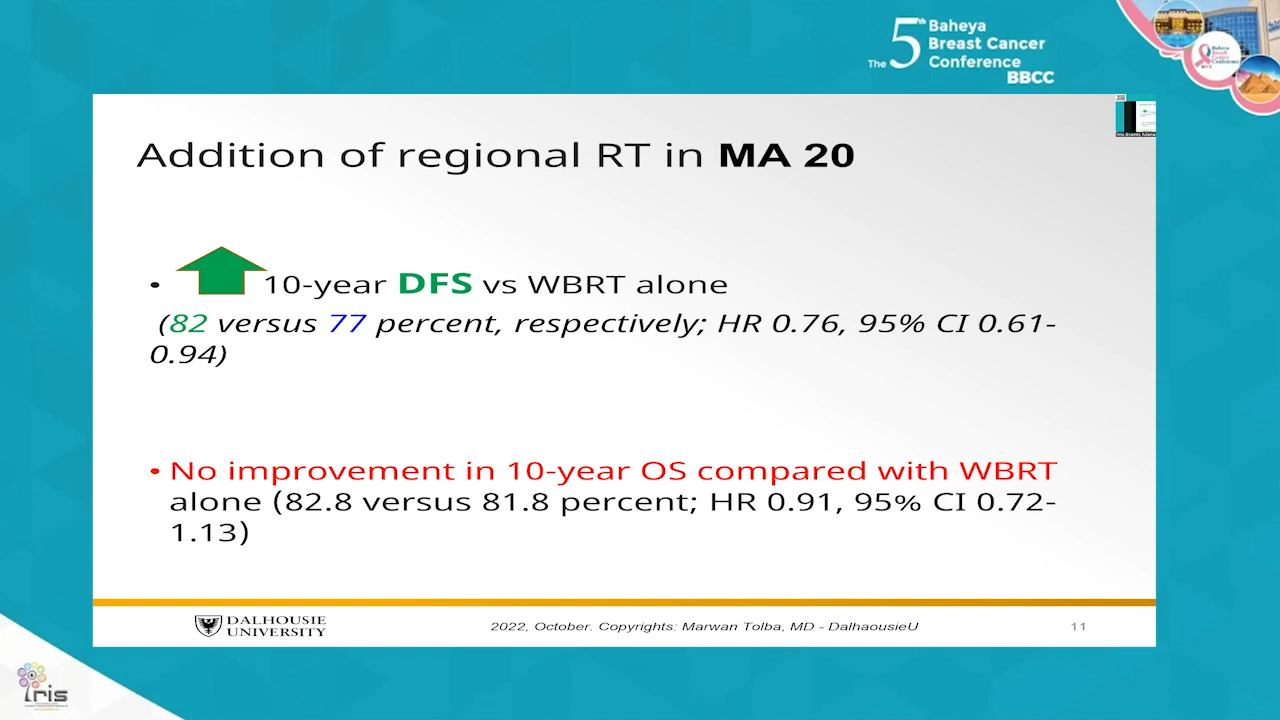 The 5th Baheya
Breast Cancer
Conference
BBCC
Addition of regional RT in MA 20
• 10-year DFS vs WBRT alone
(82 versus 77 percent, respectively; HR 0.76, 95% CI 0.61-
0.94)
• No improvement in 10-year OS compared with WBRT
alone (82.8 versus 81.8 percent; HR 0.91, 95% CI 0.72-
1.13)
DALHOUSIE
UNIVERSITY
2022, October. Copyrights: Marwan Tolba, MD - DalhaousieU
11
Iris